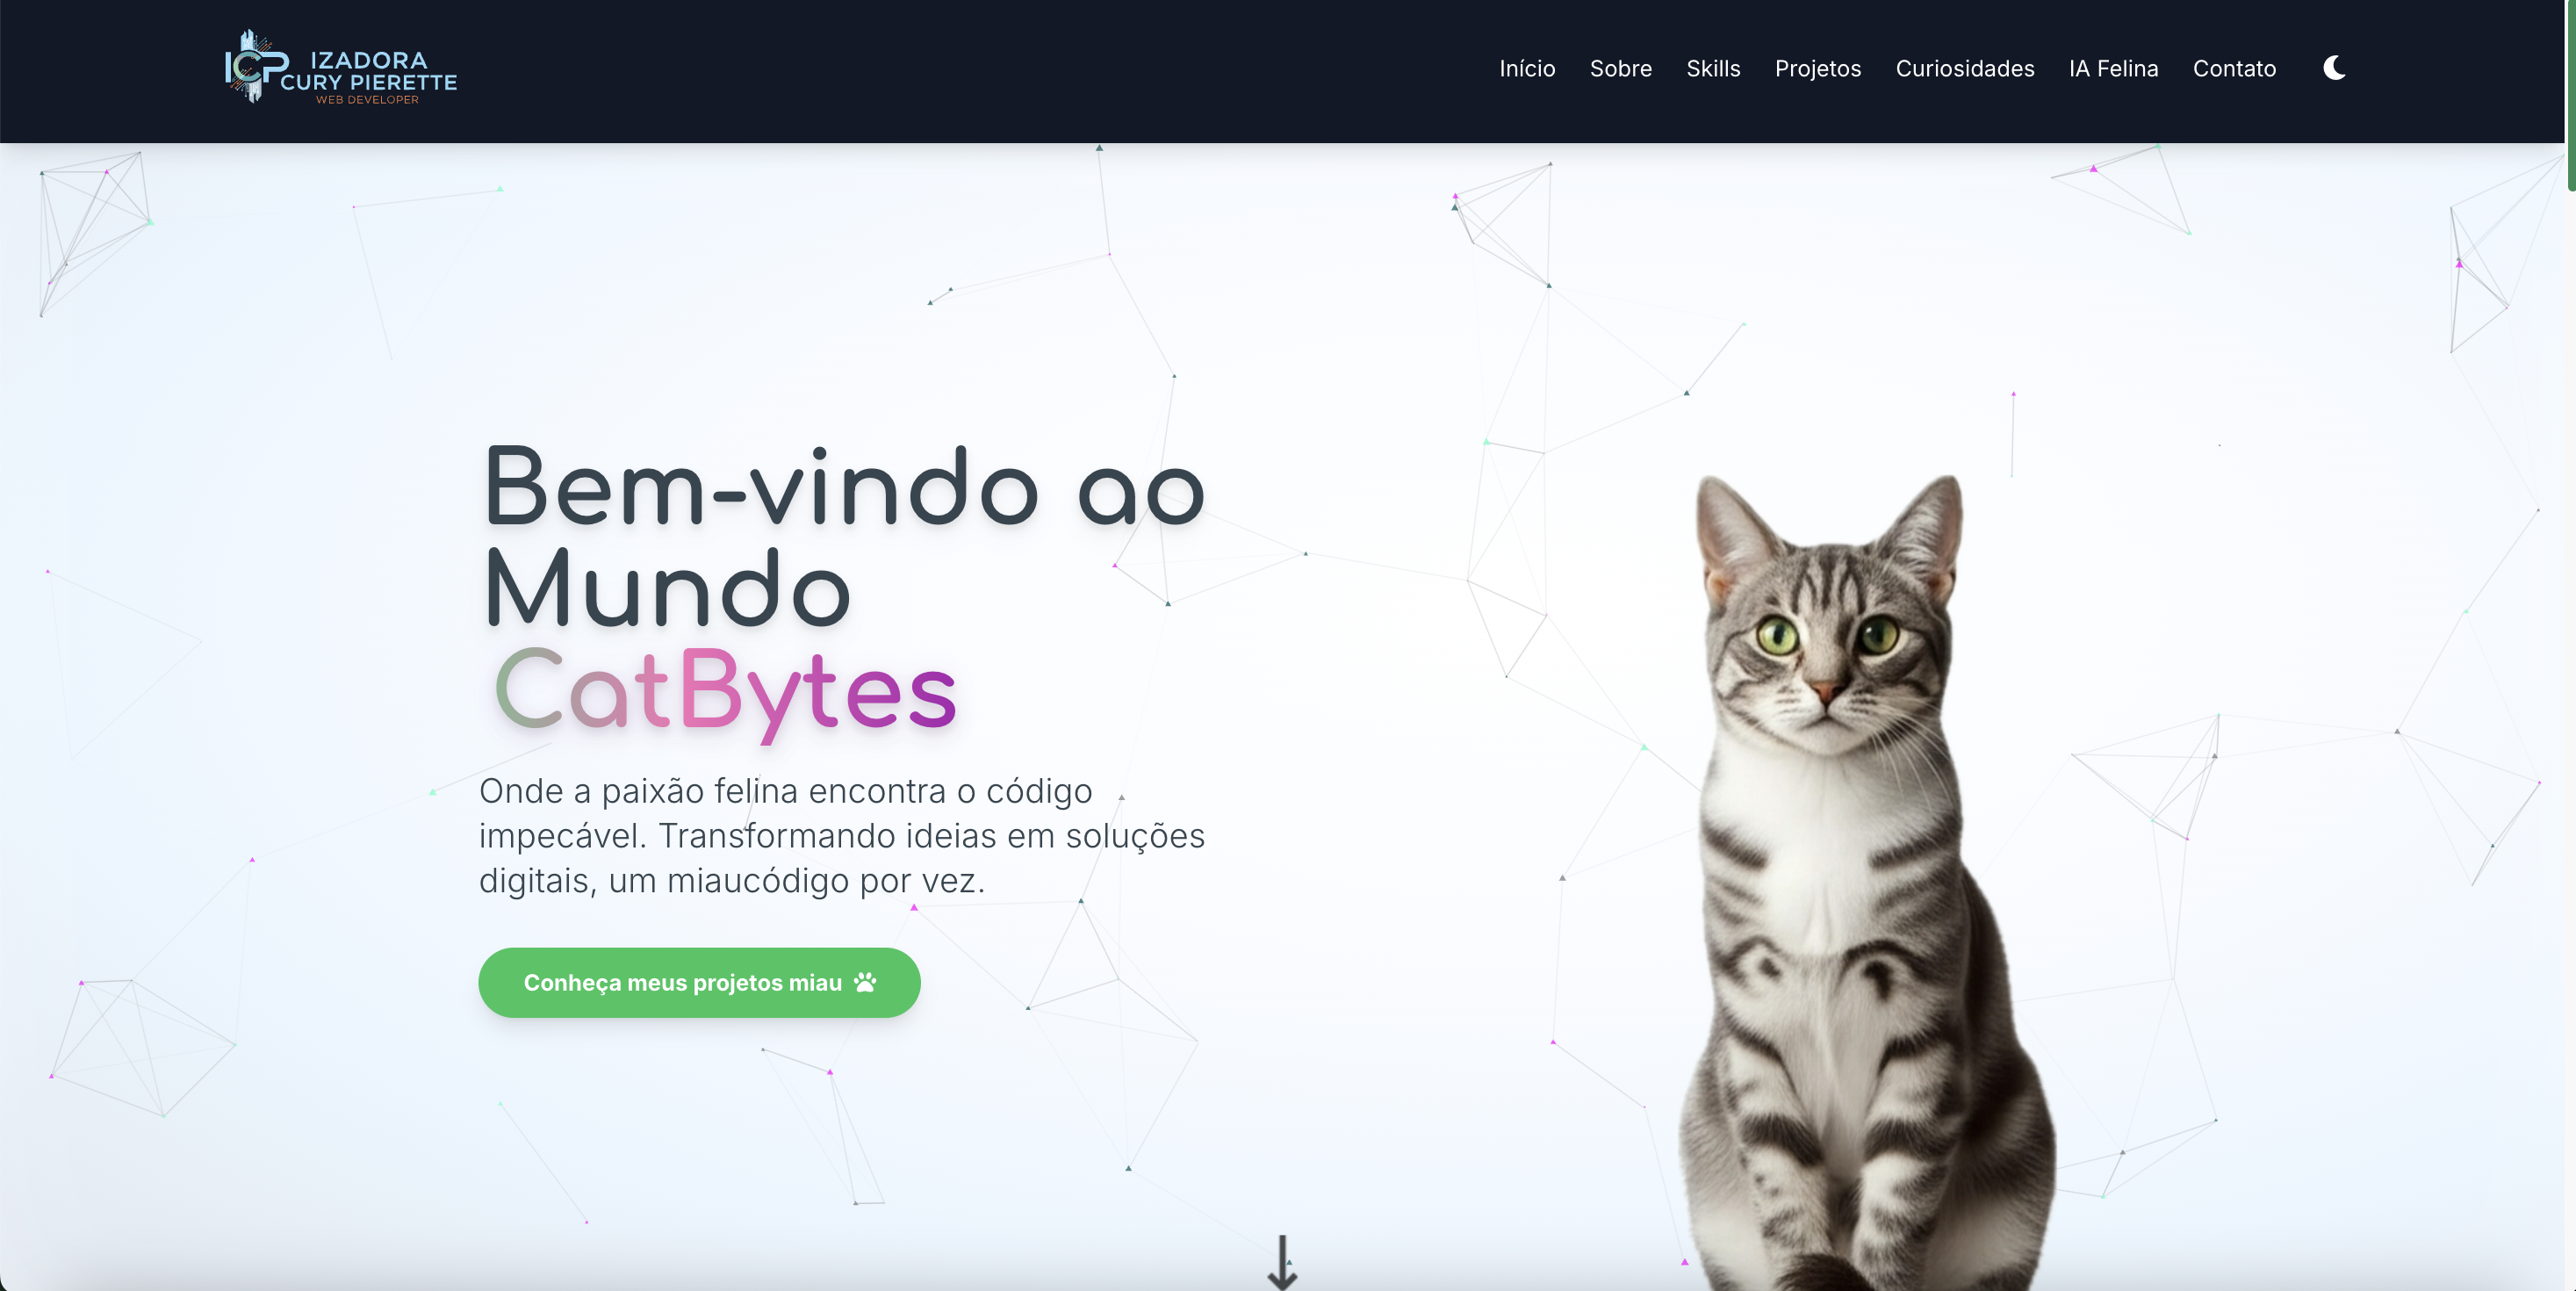 ICP
IZADORA
CURY PIERETTE
WEB DEVELOPER
Início Sobre Skills Projetos Curiosidades IA Felina Contato
Bem-vindo ao
Mundo
CatBytes
Onde a paixão felina encontra o código
impecável. Transformando ideias em soluções
digitais, um miaucódigo por vez.
Conheça meus projetos miau